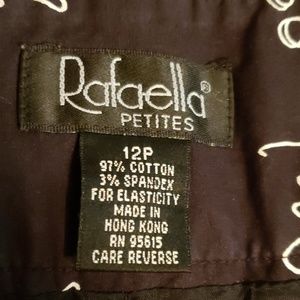 Rafaella®
PETITES
12P
97% COTTON
3% SPANDEX
FOR ELASTICITY
MADE IN
HONG KONG
RN 95615
CARE REVERSE